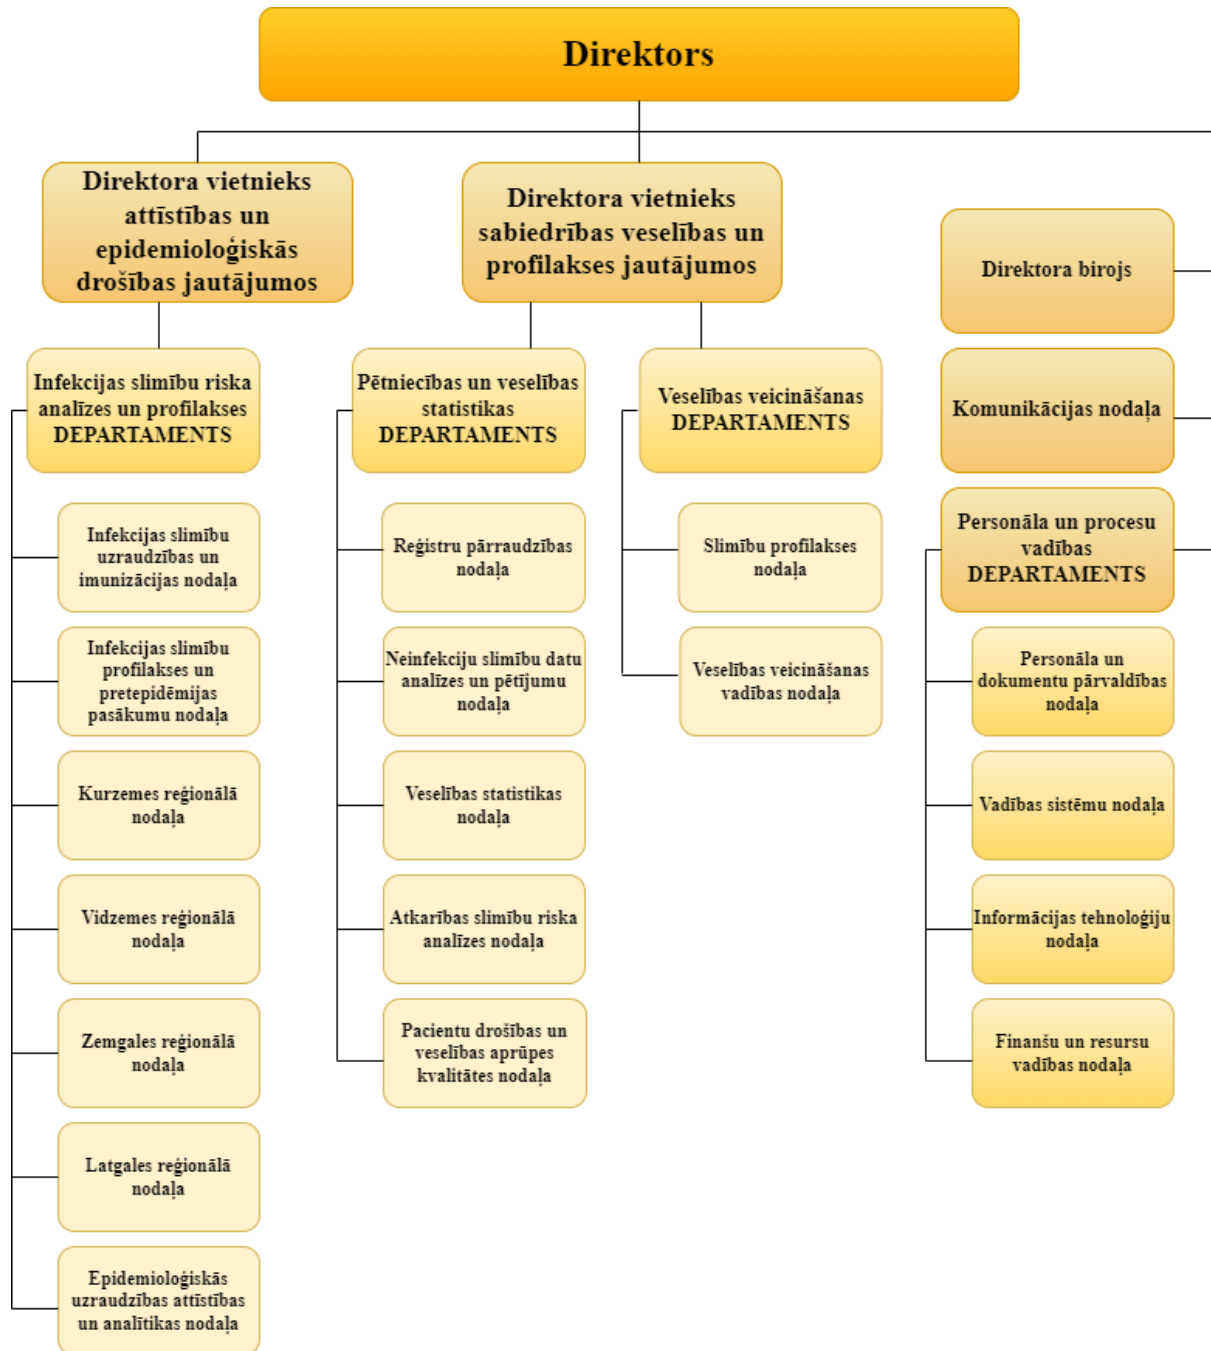 Direktors
Direktora vietnieks
attīstības un
epidemioloģiskās
drošības jautājumos
Direktora vietnieks
sabiedrības veselības un
profilakses jautājumos
Direktora birojs
Infekcijas slimību riska
analīzes un profilakses
DEPARTAMENTS
Pētniecības un veselības
statistikas
DEPARTAMENTS
Veselības veicināšanas
DEPARTAMENTS
Komunikācijas nodaļa
Personāla un procesu
vadības
DEPARTAMENTS
Infekcijas slimību
uzraudzības un
imunizācijas nodaļa
Infekcijas slimību
profilakses un
pretepidēmijas
pasākumu nodaļa
Kurzemes reģionālā
nodaļa
Vidzemes reģionālā
nodaļa
Zemgales reģionālā
nodaļa
Latgales reģionālā
nodaļa
Epidemioloģiskās
uzraudzības attīstības
un analītikas nodaļa
Reģistru pārraudzības
nodaļa
Neinfekciju slimību datu
analīzes un pētījumu
nodaļa
Veselības statistikas
nodaļa
Atkarības slimību riska
analīzes nodaļa
Pacientu drošības un
veselības aprūpes
kvalitātes nodaļa
Slimību profilakses
nodaļa
Veselības veicināšanas
vadības nodaļa
Personāla un
dokumentu pārvaldības
nodaļa
Vadības sistēmu nodaļa
Informācijas tehnoloģiju
nodaļa
Finanšu un resursu
vadības nodaļa